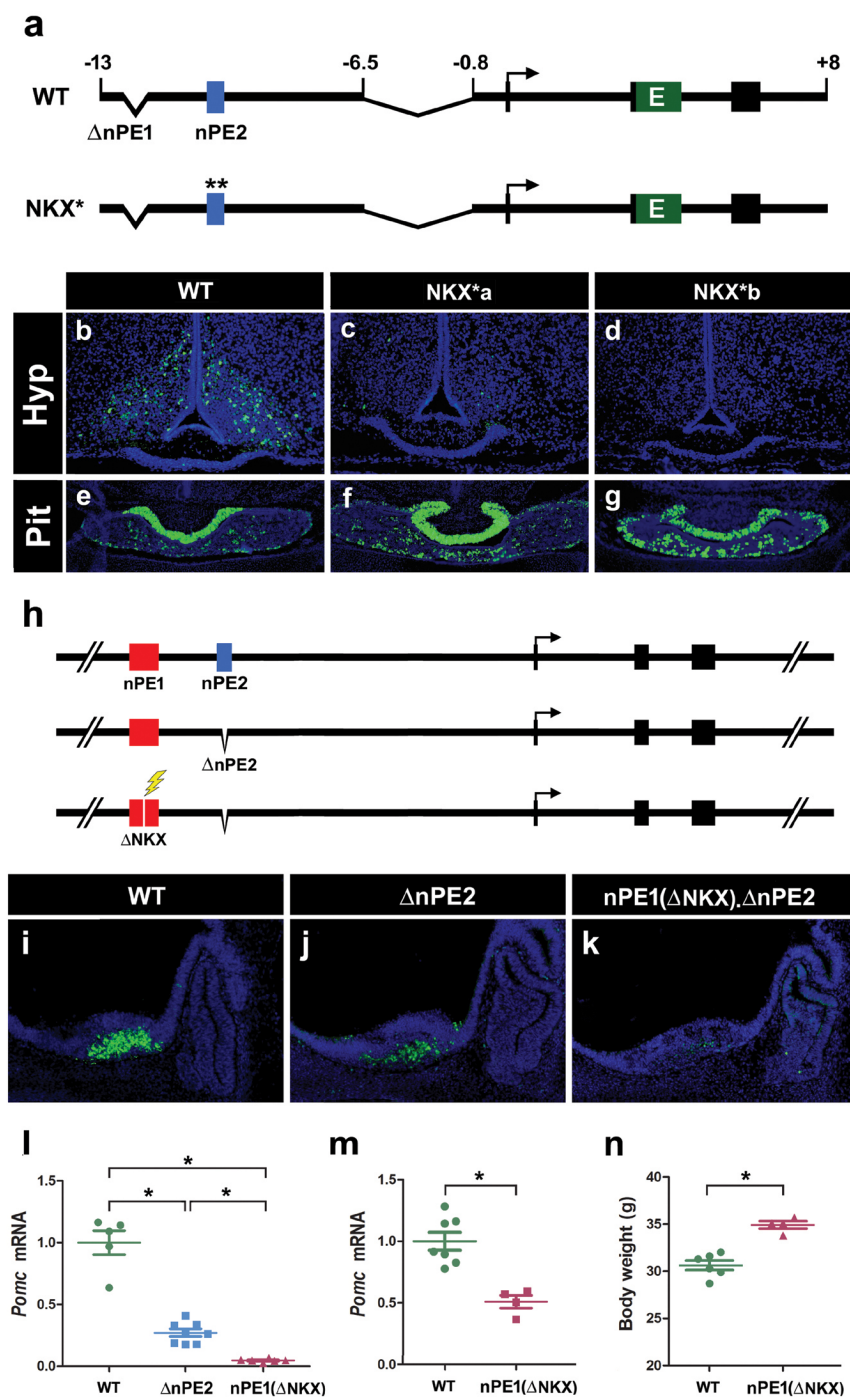 a
-13 -6.5 -0.8 +8
WT E
ΔnPE1 nPE2
**
NKX* E
WT NKX*a NKX*b
Hyp b c d
Pit e f g
h
nPE1 nPE2
ΔnPE2
ΔNKX
WT ΔnPE2 nPE1(ΔNKX).ΔnPE2
i j k
l m n
* * *
* *
Pomc mRNA
1.5
1.0
0.5
0.0
WT ΔnPE2 nPE1(ΔNKX)
Pomc mRNA
1.5
1.0
0.5
0.0
WT nPE1(ΔNKX)
Body weight (g)
40
35
30
25
20
WT nPE1(ΔNKX)